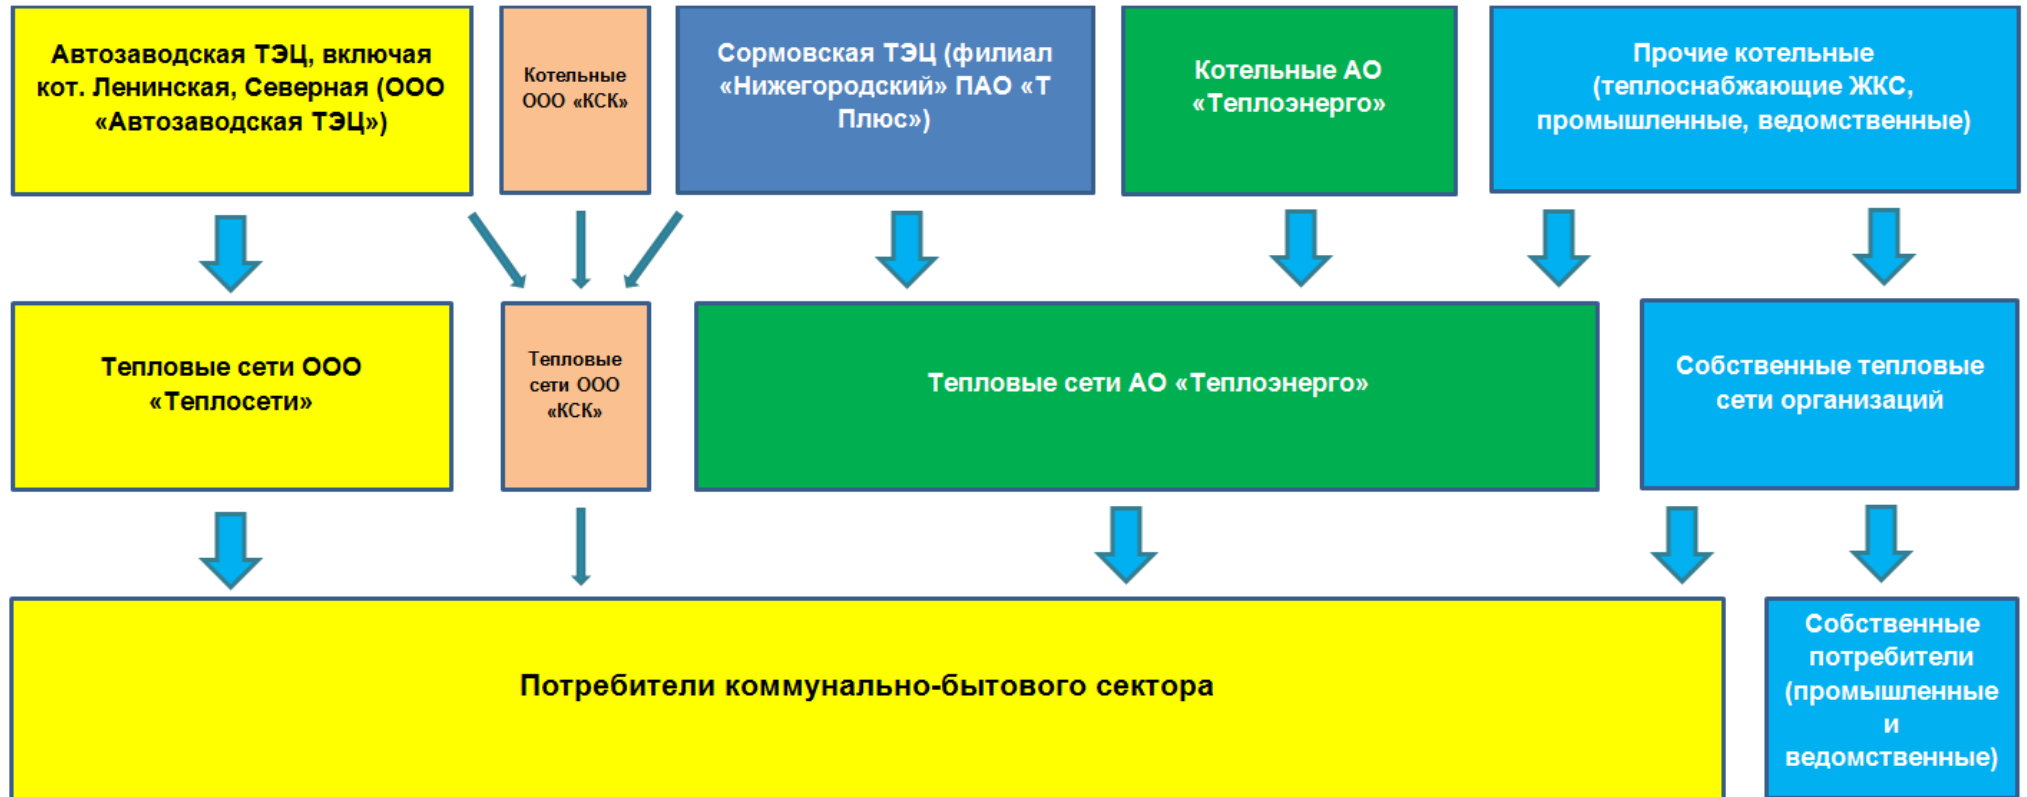 Автозаводская ТЭЦ, включая
кот. Ленинская, Северная (ООО
«Автозаводская ТЭЦ»)
Котельные
ООО «КСК»
Сормовская ТЭЦ (филиал
«Нижегородский» ПАО «Т
Плюс»)
Котельные АО
«Теплоэнерго»
Прочие котельные
(теплоснабжающие ЖКС,
промышленные, ведомственные)
Тепловые сети ООО
«Теплосети»
Тепловые
сети ООО
«КСК»
Тепловые сети АО «Теплоэнерго»
Собственные тепловые
сети организаций
Потребители коммунально-бытового сектора
Собственные
потребители
(промышленные
и
ведомственные)